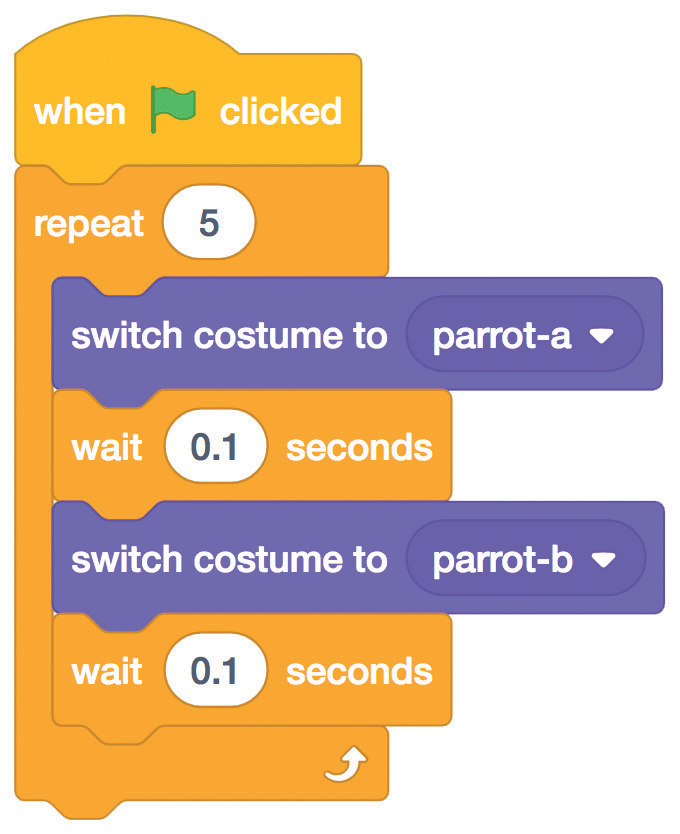 when clicked
repeat 5
switch costume to parrot-a
wait 0.1 seconds
switch costume to parrot-b
wait 0.1 seconds